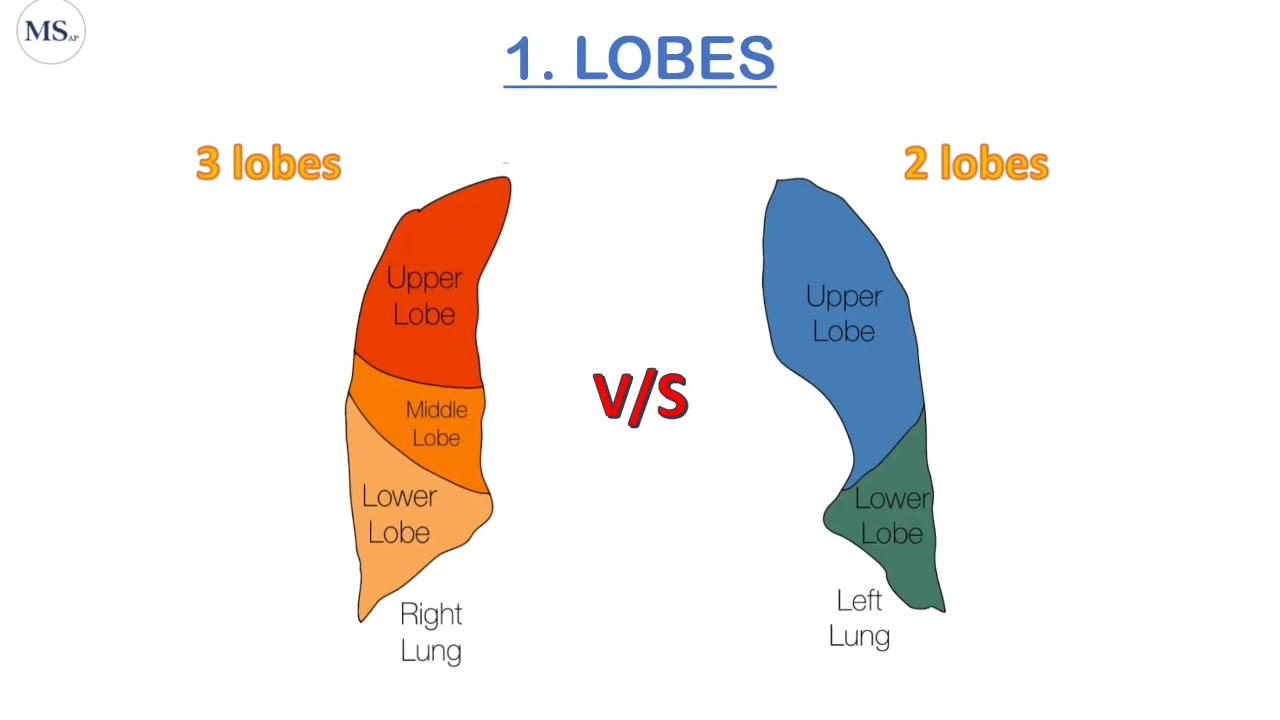 MS AP
1. LOBES
3 lobes
2 lobes
Upper
Lobe
Middle
Lobe
Lower
Lobe
Right
Lung
V/S
Upper
Lobe
Lower
Lobe
Left
Lung